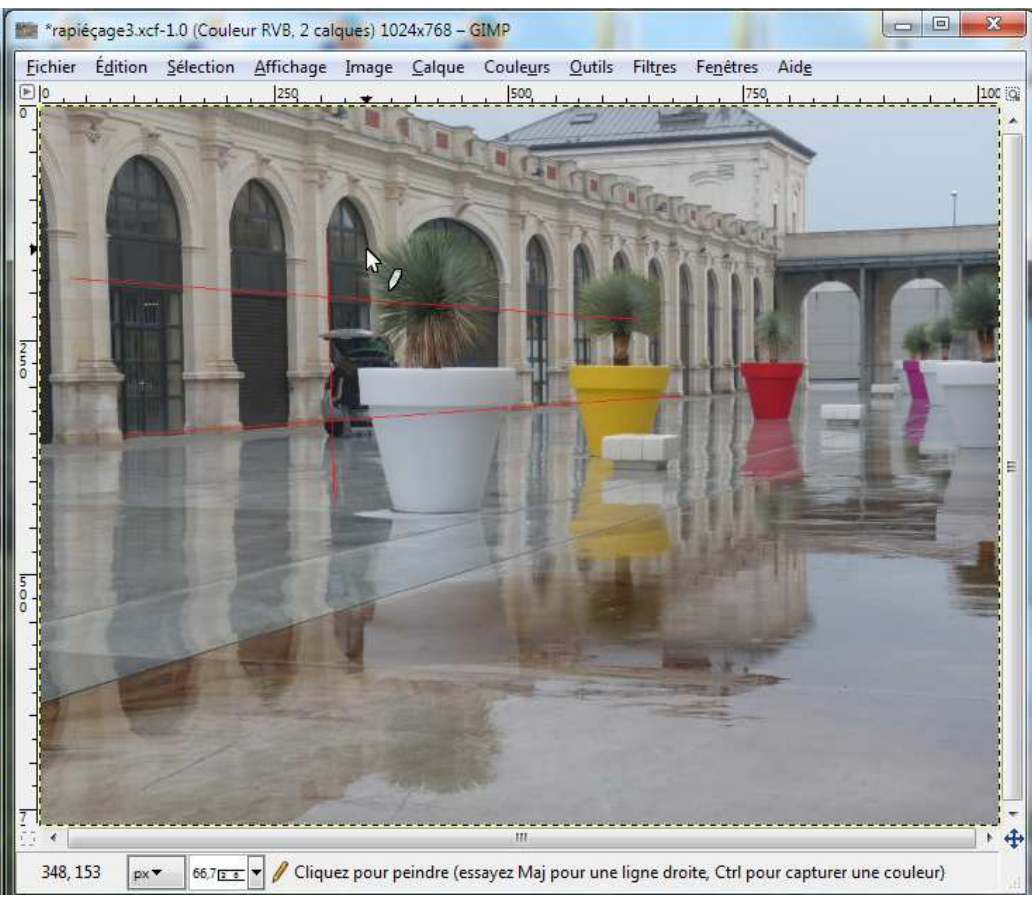 *rapiéçage3.xcf-1.0 (Couleur RVB, 2 calques) 1024x768 – GIMP
Fichier Édition Sélection Affichage Image Calque Couleurs Outils Filtres Fenêtres Aide
0 250 500 750 100
0
250
500
7
348, 153 px 66,7 Cliquez pour peindre (essayez Maj pour une ligne droite, Ctrl pour capturer une couleur)